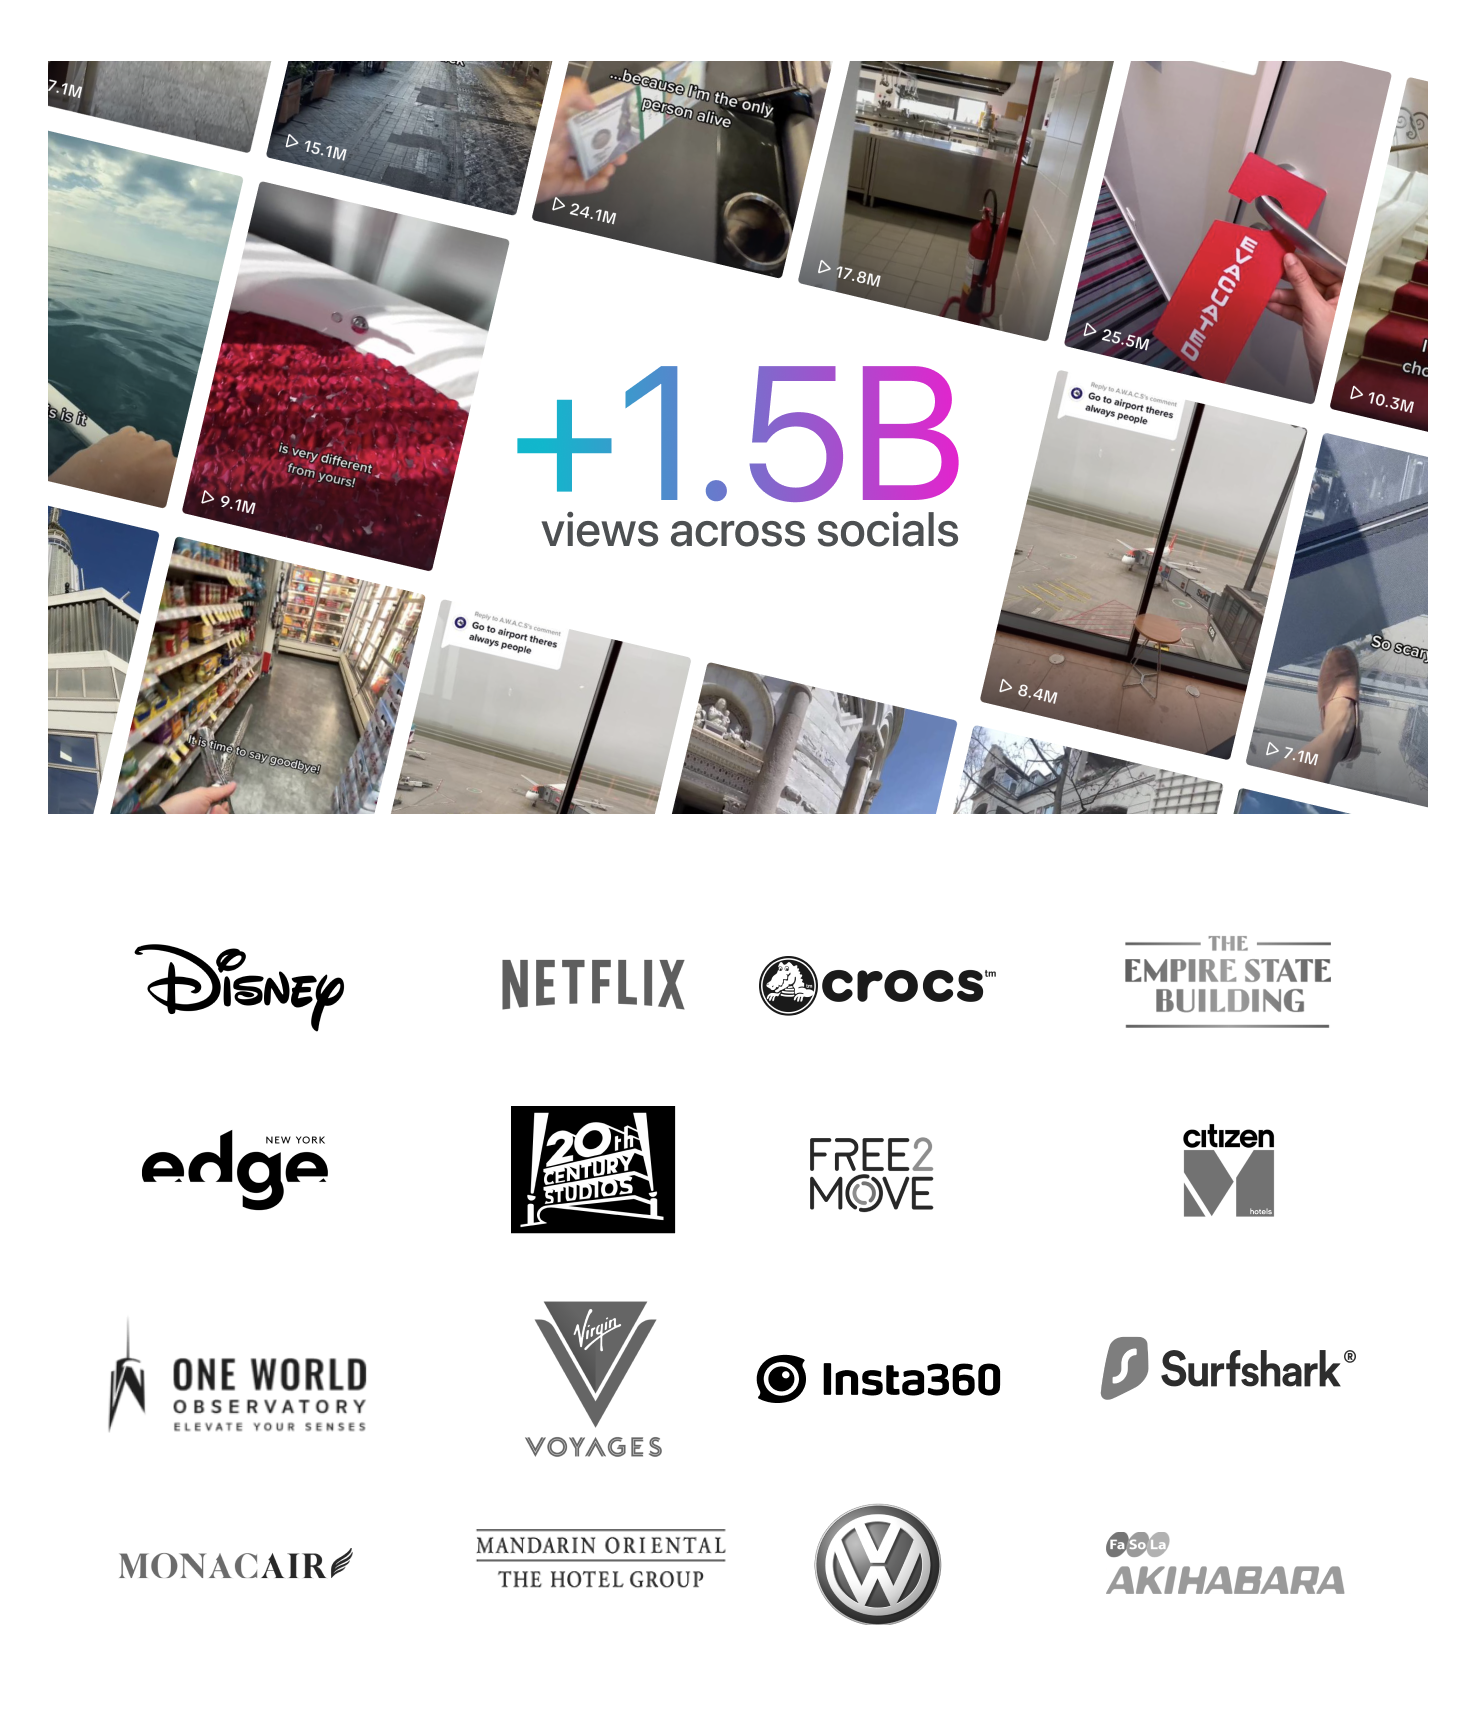 7.1M
15.1M
...because I'm the only
person alive
24.1M
17.8M
EVACUATED
25.5M
10.3M
s is it
is very different
from yours!
9.1M
+1.5B
views across socials
Reply to A.W.A.C.S's comment
Go to airport theres
always people
8.4M
So scary
7.1M
It is time to say goodbye!
Reply to A.W.A.C.S's comment
Go to airport theres
always people
Disney
NETFLIX
crocs™
THE
EMPIRE STATE
BUILDING
NEW YORK
edge
20th
CENTURY
STUDIOS
FREE2
MOVE
citizen
M
hotels
ONE WORLD
OBSERVATORY
ELEVATE YOUR SENSES
Virgin
VOYAGES
Insta360
Surfshark®
MONACAIR
MANDARIN ORIENTAL
THE HOTEL GROUP
VW
Fa So La
AKIHABARA